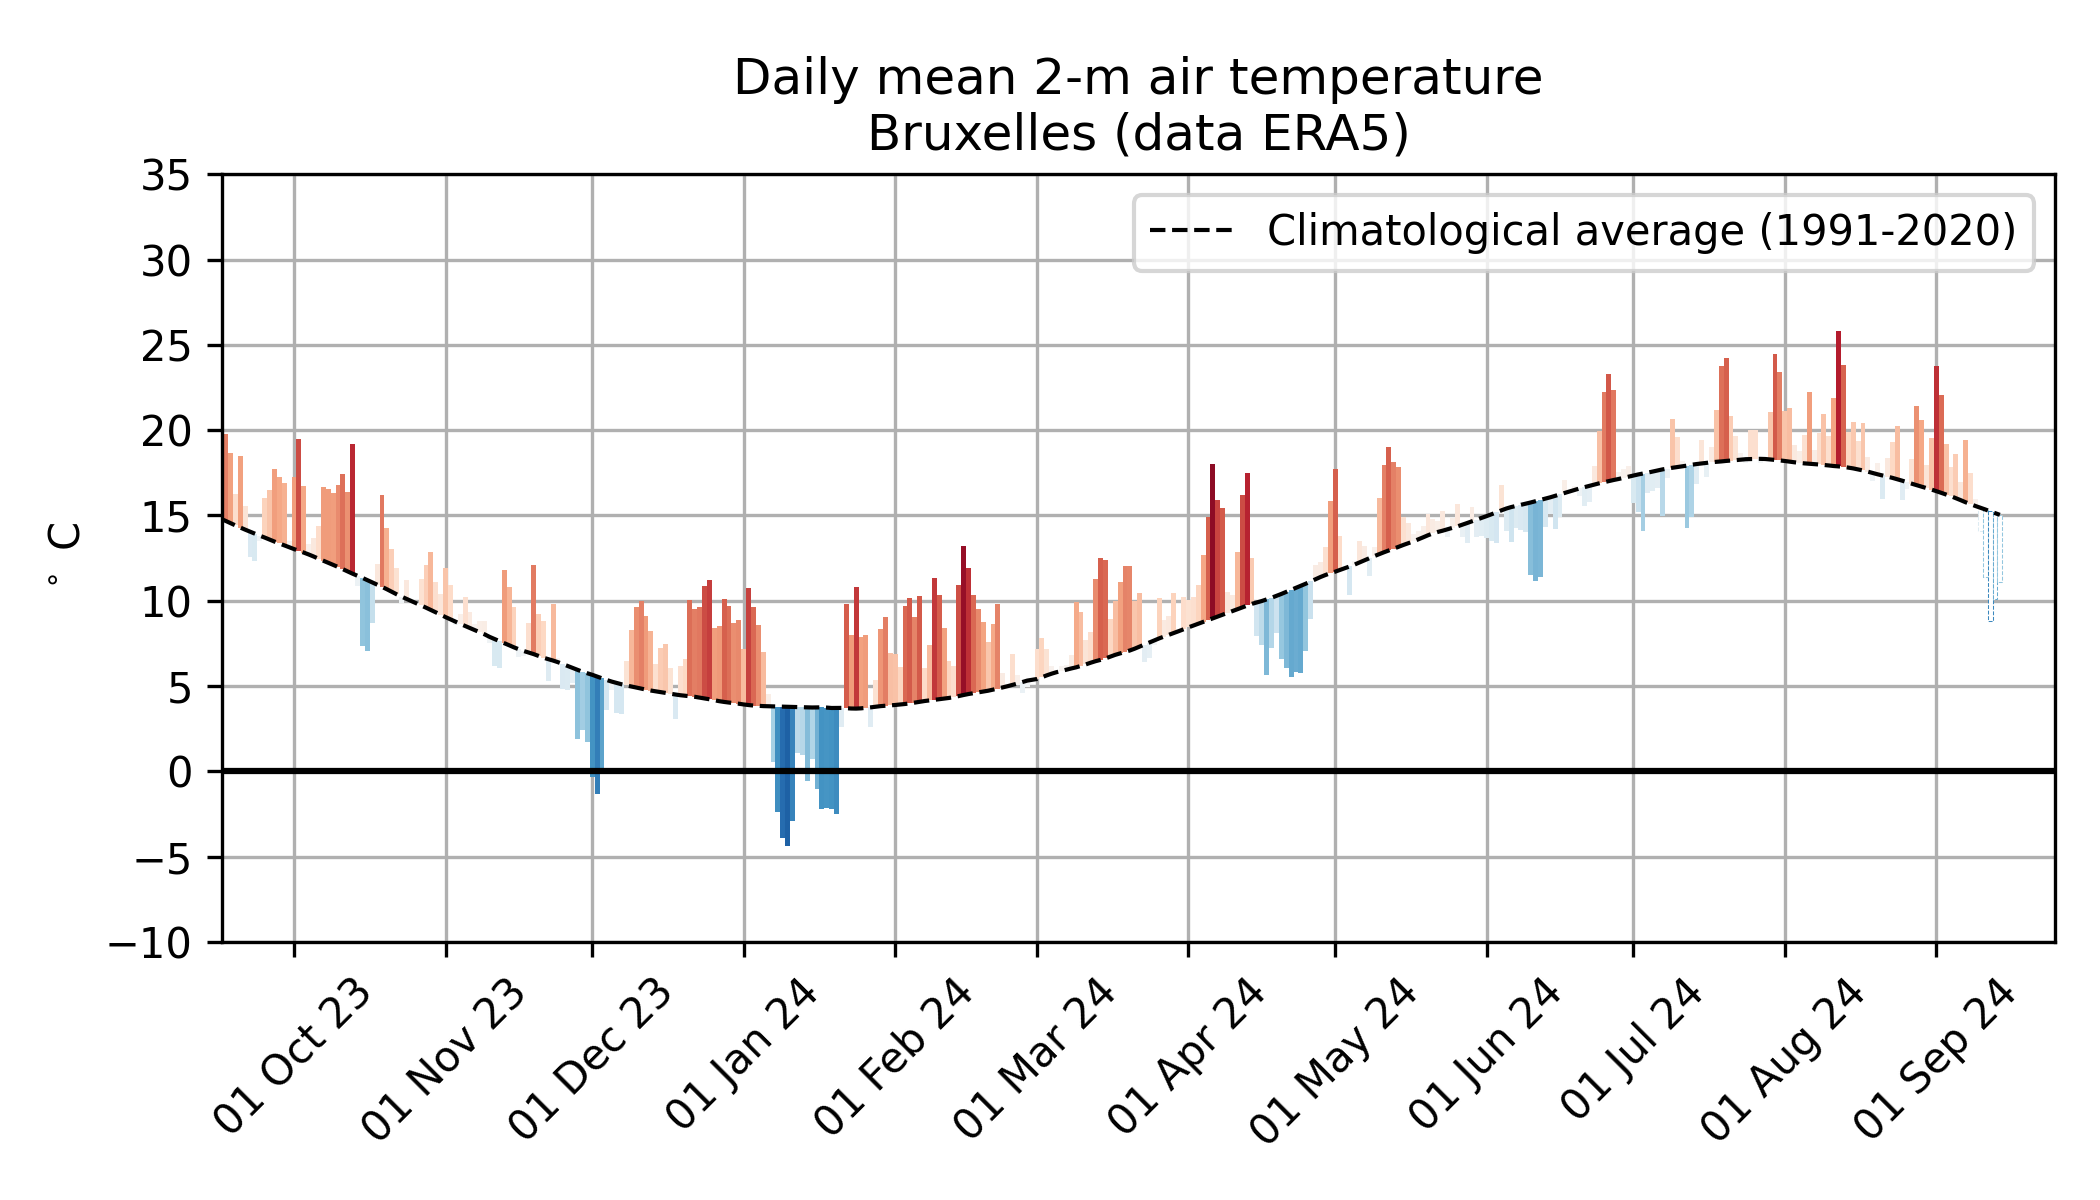 Daily mean 2-m air temperature
Bruxelles (data ERA5)
Climatological average (1991-2020)
35
30
25
20
15
10
5
0
−5
−10
° C
01 Oct 23
01 Nov 23
01 Dec 23
01 Jan 24
01 Feb 24
01 Mar 24
01 Apr 24
01 May 24
01 Jun 24
01 Jul 24
01 Aug 24
01 Sep 24